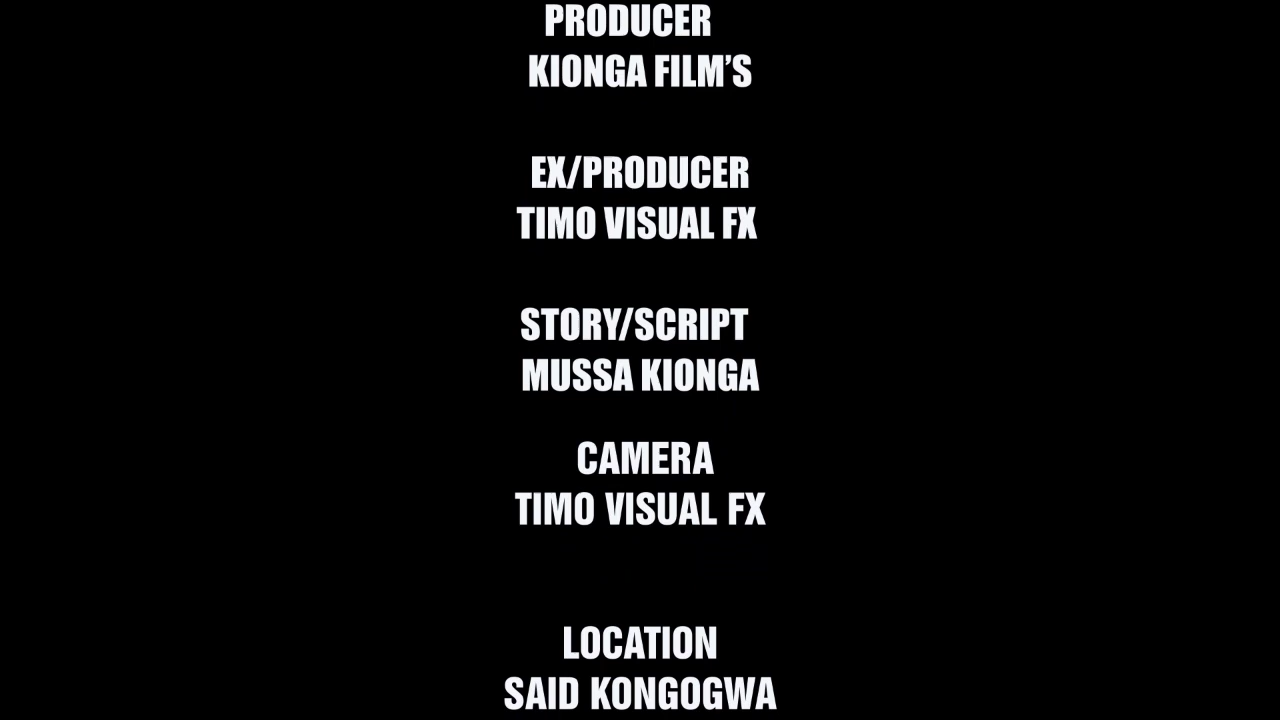 PRODUCER
KIONGA FILM’S
EX/PRODUCER
TIMO VISUAL FX
STORY/SCRIPT
MUSSA KIONGA
CAMERA
TIMO VISUAL FX
LOCATION
SAID KONGOGWA